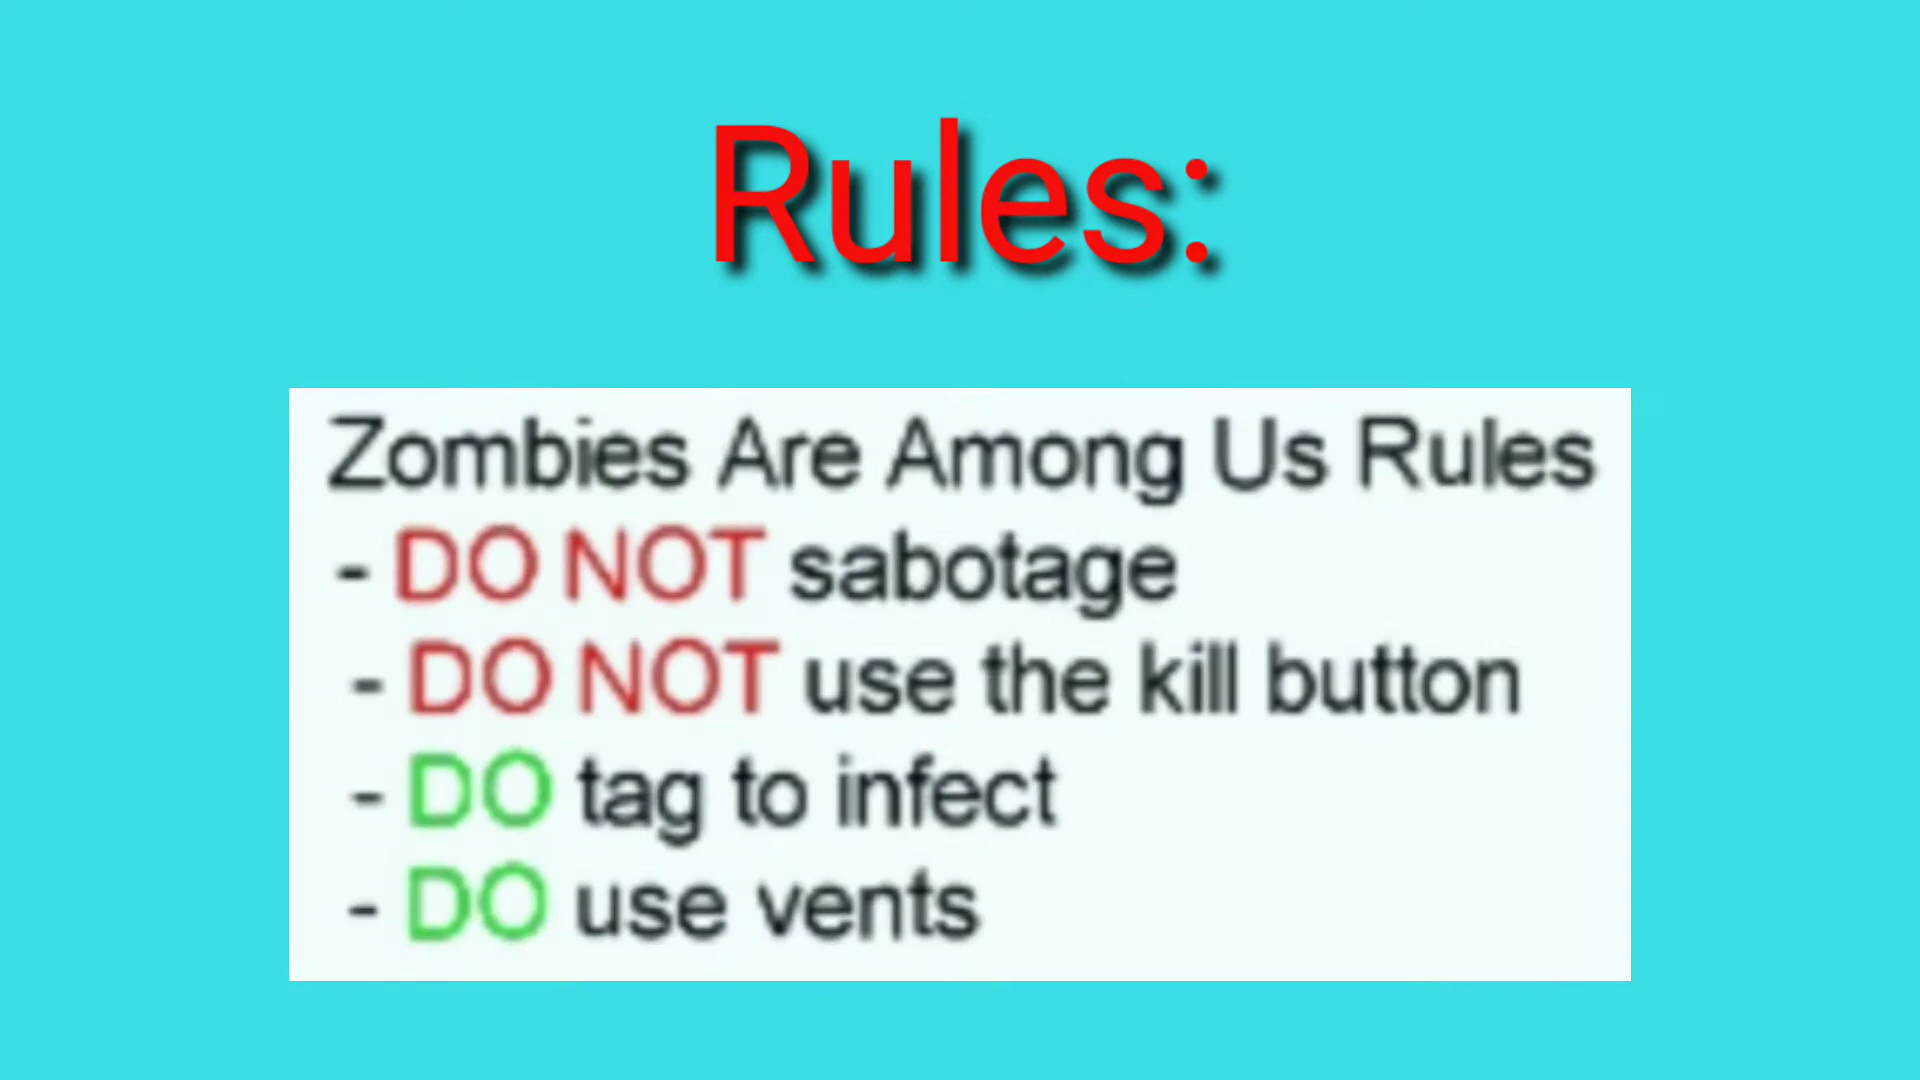 Rules:
Zombies Are Among Us Rules
- DO NOT sabotage
- DO NOT use the kill button
- DO tag to infect
- DO use vents